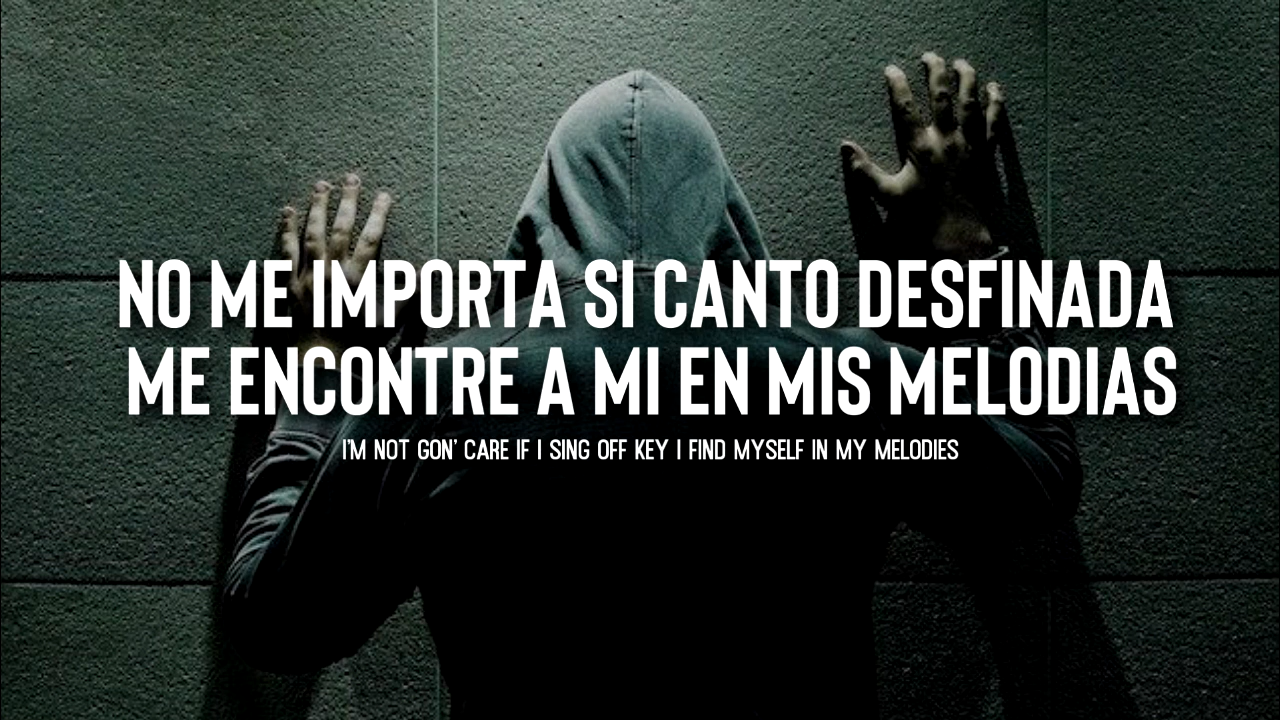 NO ME IMPORTA SI CANTO DESFINADA
ME ENCONTRE A MI EN MIS MELODIAS
I'M NOT GON' CARE IF I SING OFF KEY I FIND MYSELF IN MY MELODIES